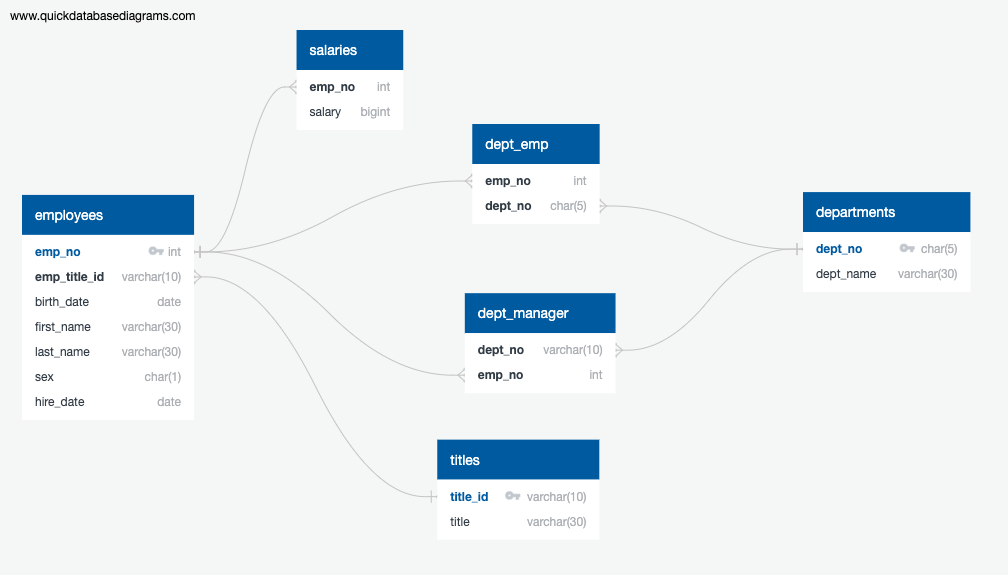 www.quickdatabasediagrams.com
salaries
emp_no int
salary bigint
dept_emp
emp_no int
dept_no char(5)
employees
emp_no int
emp_title_id varchar(10)
birth_date date
first_name varchar(30)
last_name varchar(30)
sex char(1)
hire_date date
departments
dept_no char(5)
dept_name varchar(30)
dept_manager
dept_no varchar(10)
emp_no int
titles
title_id varchar(10)
title varchar(30)